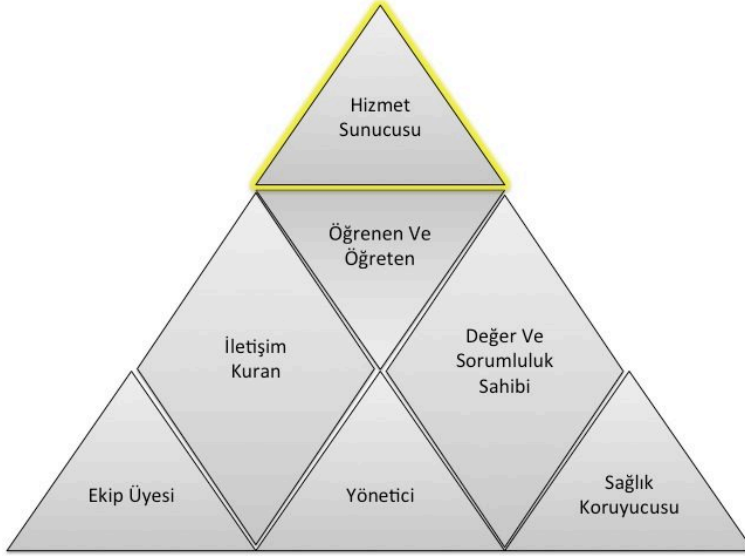 Hizmet
Sunucusu
Öğrenen Ve
Öğreten
İletişim
Kuran
Değer Ve
Sorumluluk
Sahibi
Ekip Üyesi
Yönetici
Sağlık
Koruyucusu